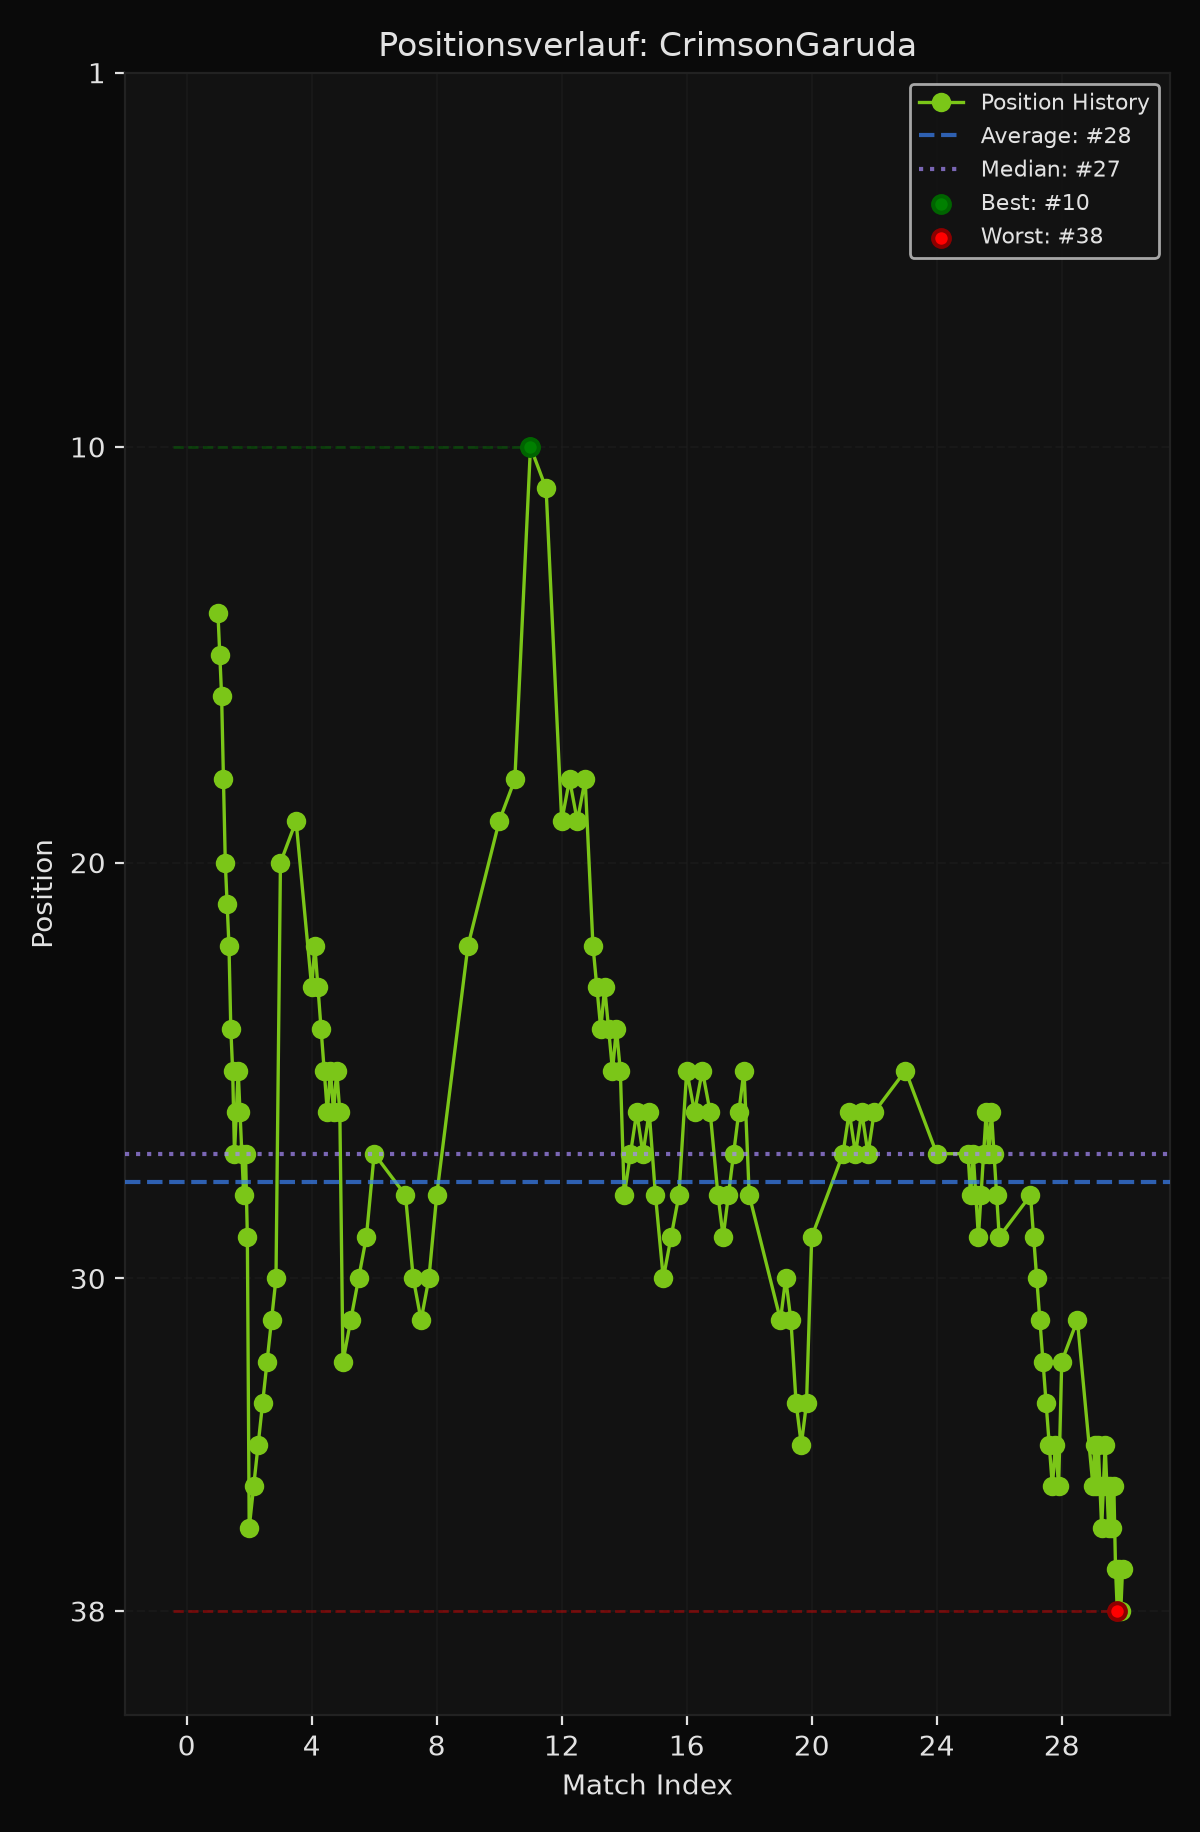 Positionsverlauf: CrimsonGaruda
Position History
Average: #28
Median: #27
Best: #10
Worst: #38
1
10
20
30
38
Position
0 4 8 12 16 20 24 28
Match Index